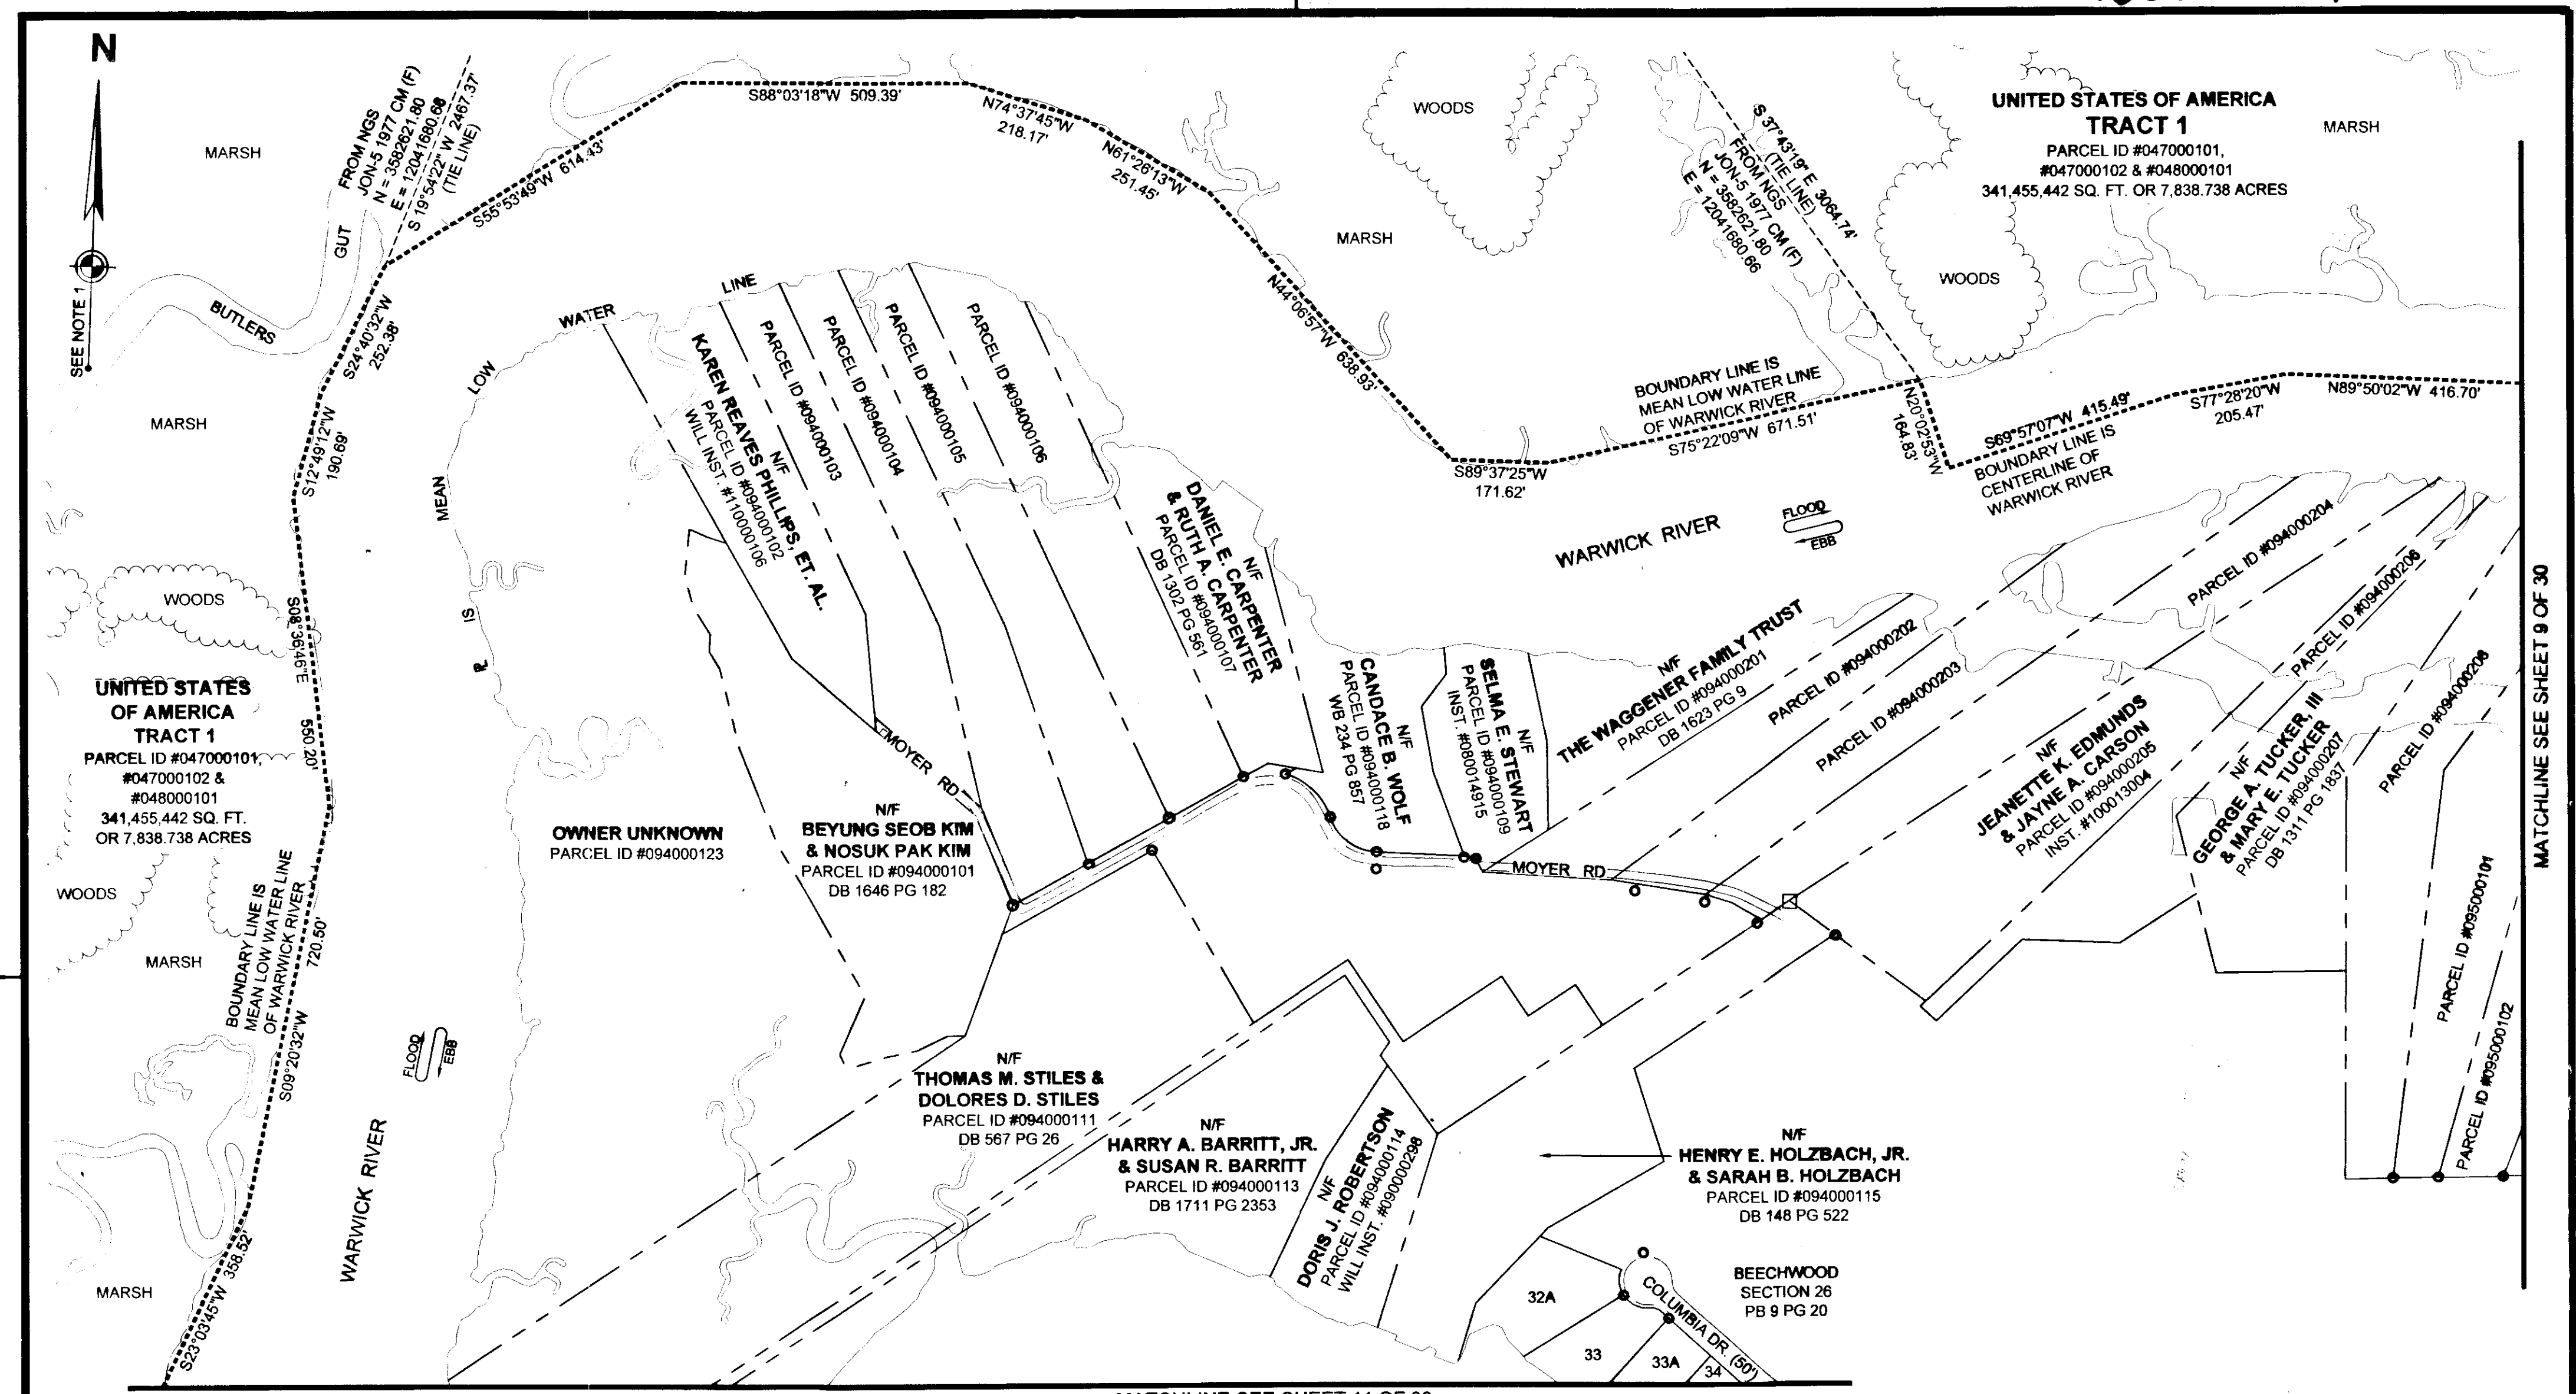 N
SEE NOTE 1
MARSH
FROM NGS
JON-5 1977 CM (F)
N = 3582621.80
E = 12041680.66
S 19°54'22" W 2467.37'
(TIE LINE)
GUT
BUTLERS
S55°53'49"W 614.43'
S88°03'18"W 509.39'
N74°37'45"W
218.17'
N61°26'13"W
251.45'
N44°06'57"W 638.93'
S89°37'25"W
171.62'
S75°22'09"W 671.51'
BOUNDARY LINE IS
MEAN LOW WATER LINE
OF WARWICK RIVER
WOODS
MARSH
S 37°43'19" E 3064.74'
(TIE LINE)
FROM NGS
JON-5 1977 CM (F)
N = 3582621.80
E = 12041680.66
WOODS
UNITED STATES OF AMERICA
TRACT 1
PARCEL ID #047000101,
#047000102 & #048000101
341,455,442 SQ. FT. OR 7,838.738 ACRES
MARSH
N20°02'53"W
164.83'
S69°57'07"W 415.49'
BOUNDARY LINE IS
CENTERLINE OF
WARWICK RIVER
S77°28'20"W
205.47'
N89°50'02"W 416.70'
MATCHLINE SEE SHEET 9 OF 30
S24°40'32"W
252.38'
S12°49'12"W
190.69'
S08°36'46"E
550.20'
MARSH
WOODS
UNITED STATES
OF AMERICA
TRACT 1
PARCEL ID #047000101,
#047000102 &
#048000101
341,455,442 SQ. FT.
OR 7,838.738 ACRES
WOODS
MARSH
BOUNDARY LINE IS
MEAN LOW WATER LINE
OF WARWICK RIVER
720.50'
S09°20'32"W
MARSH
S23°03'45"W 358.52'
FLOOD
EBB
WARWICK RIVER
MEAN
LOW
WATER
LINE
N/F
KAREN REAVES PHILLIPS, ET. AL.
PARCEL ID #094000102
WILL INST. #110000106
PARCEL ID #094000103
PARCEL ID #094000104
PARCEL ID #094000105
PARCEL ID #094000106
N/F
DANIEL E. CARPENTER
& RUTH A. CARPENTER
PARCEL ID #094000107
DB 1302 PG 561
WARWICK RIVER
FLOOD
EBB
N/F
CANDACE B. WOLF
PARCEL ID #094000118
WB 234 PG 857
N/F
SELMA E. STEWART
PARCEL ID #094000109
INST. #080014915
N/F
THE WAGGENER FAMILY TRUST
PARCEL ID #094000201
DB 1623 PG 9
PARCEL ID #094000202
PARCEL ID #094000203
PARCEL ID #094000204
N/F
JEANETTE K. EDMUNDS
& JAYNE A. CARSON
PARCEL ID #094000205
INST. #100013004
PARCEL ID #094000206
N/F
GEORGE A. TUCKER, III
& MARY E. TUCKER
PARCEL ID #094000207
DB 1311 PG 1837
PARCEL ID #095000101
PARCEL ID #095000102
MOYER RD
MOYER RD
OWNER UNKNOWN
PARCEL ID #094000123
N/F
BEYUNG SEOB KIM
& NOSUK PAK KIM
PARCEL ID #094000101
DB 1646 PG 182
N/F
THOMAS M. STILES &
DOLORES D. STILES
PARCEL ID #094000111
DB 567 PG 26
N/F
HARRY A. BARRITT, JR.
& SUSAN R. BARRITT
PARCEL ID #094000113
DB 1711 PG 2353
N/F
DORIS J. ROBERTSON
PARCEL ID #094000114
WILL INST. #090000298
N/F
HENRY E. HOLZBACH, JR.
& SARAH B. HOLZBACH
PARCEL ID #094000115
DB 148 PG 522
BEECHWOOD
SECTION 26
PB 9 PG 20
COLUMBIA DR. (50')
32A
33
33A
34